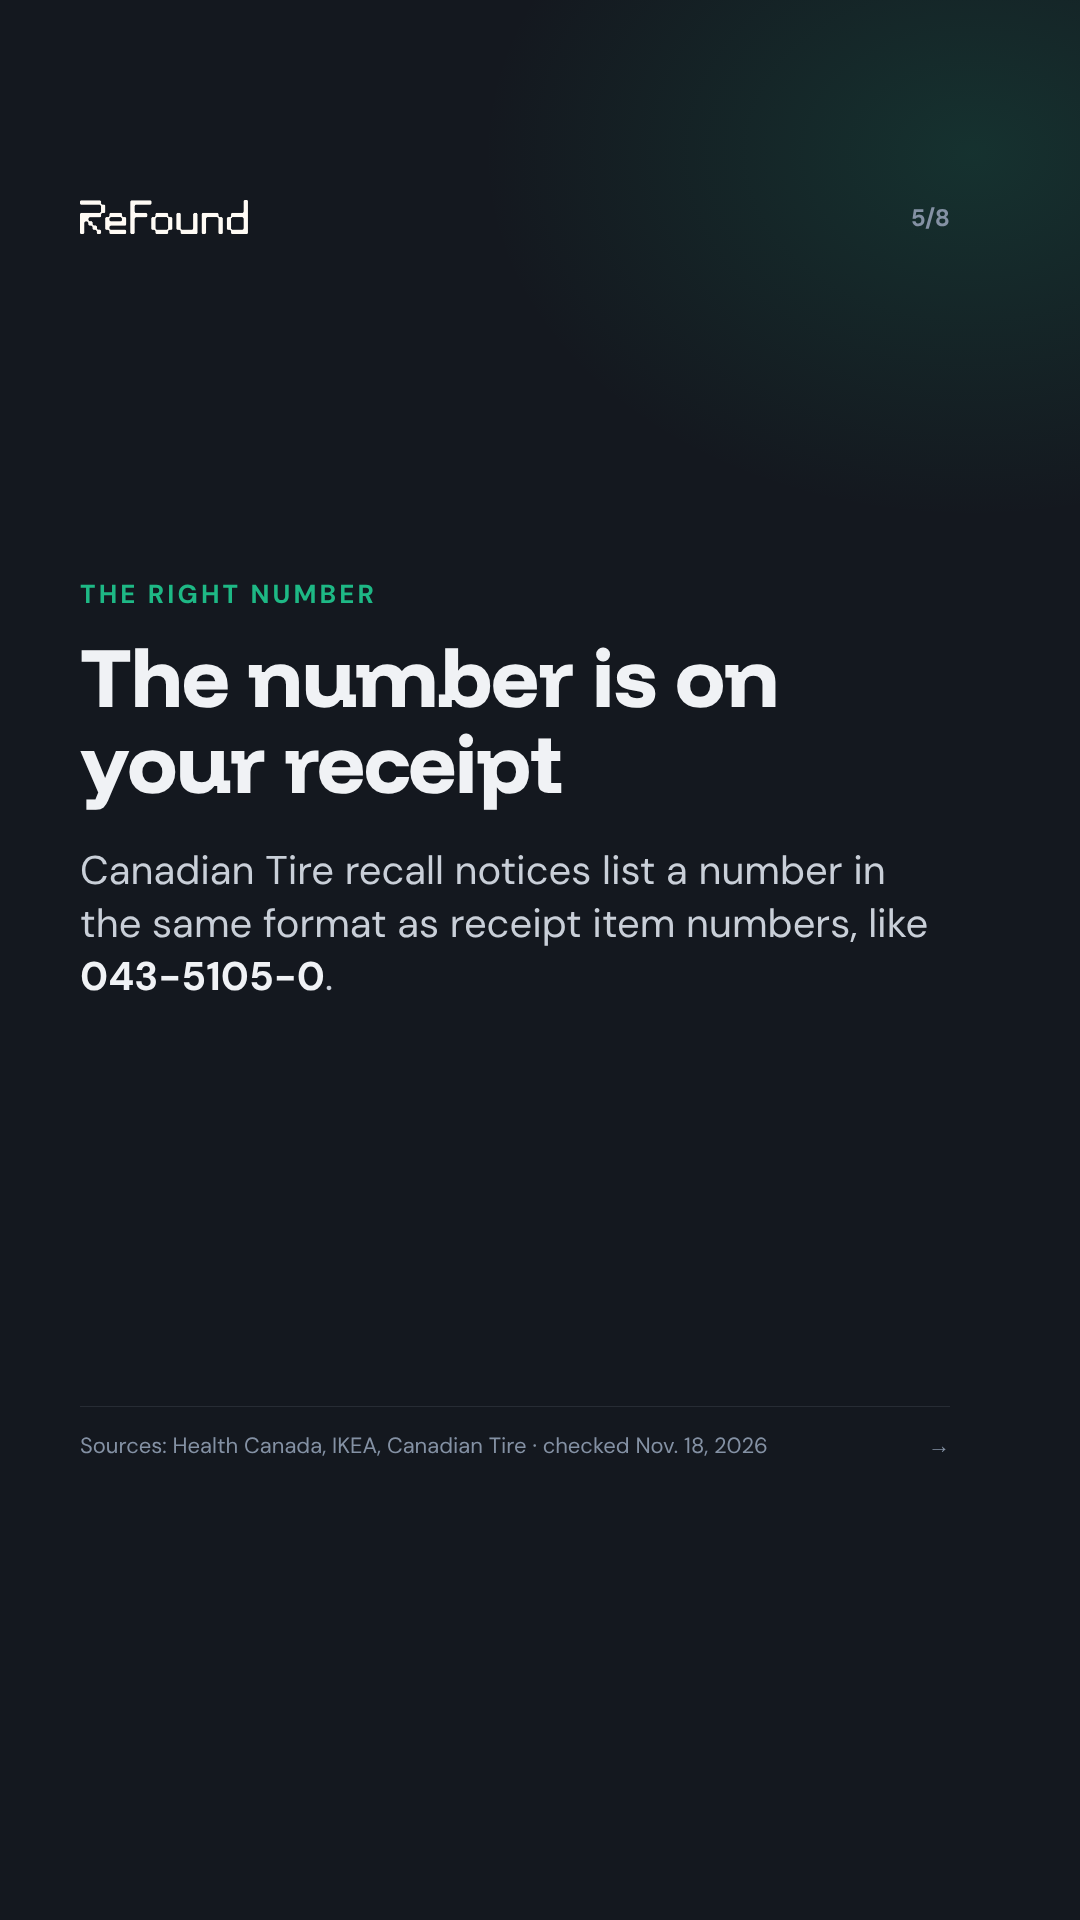 ReFound
5/8
THE RIGHT NUMBER
The number is on
your receipt
Canadian Tire recall notices list a number in
the same format as receipt item numbers, like
043-5105-0.
Sources: Health Canada, IKEA, Canadian Tire · checked Nov. 18, 2026 →